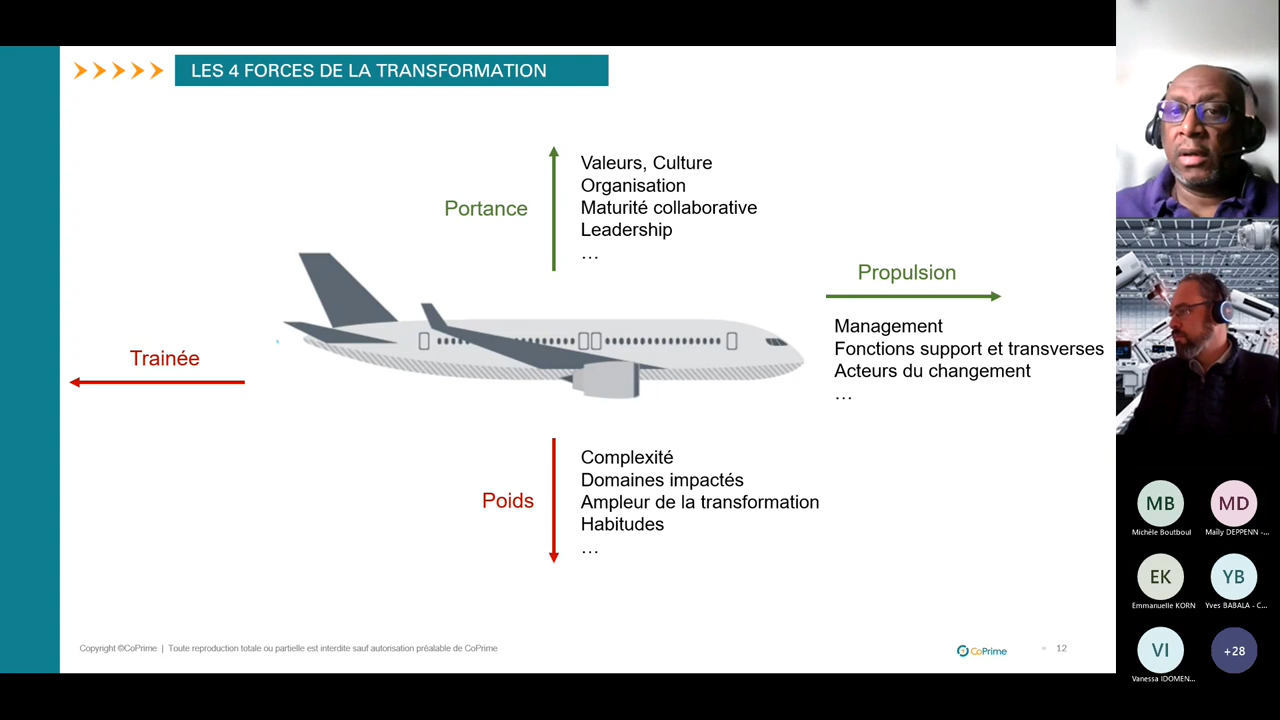 LES 4 FORCES DE LA TRANSFORMATION
Portance
Valeurs, Culture
Organisation
Maturité collaborative
Leadership
…
Propulsion
Management
Fonctions support et transverses
Acteurs du changement
…
Trainée
Poids
Complexité
Domaines impactés
Ampleur de la transformation
Habitudes
…
Copyright ©CoPrime | Toute reproduction totale ou partielle est interdite sauf autorisation préalable de CoPrime
CoPrime
12
MB
Michèle Boutboul
MD
Maïly DEPPENN -...
EK
Emmanuelle KORN
YB
Yves BABALA - C...
VI
Vanessa IDOMEN...
+28